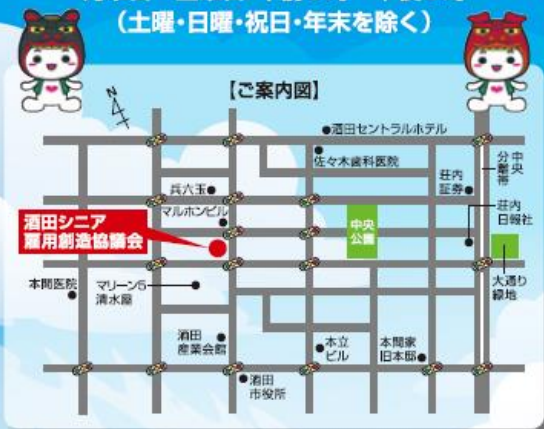 (土曜・日曜・祝日・年末を除く)
【ご案内図】
N
酒田セントラルホテル
佐々木歯科医院
中央
分離帯
荘内
証券
兵六玉
マルホンビル
荘内
日報社
中央
公園
酒田シニア
雇用創造協議会
大通り
緑地
本間医院
マリーン5
清水屋
酒田
産業会館
本立
ビル
本間家
旧本邸
酒田
市役所